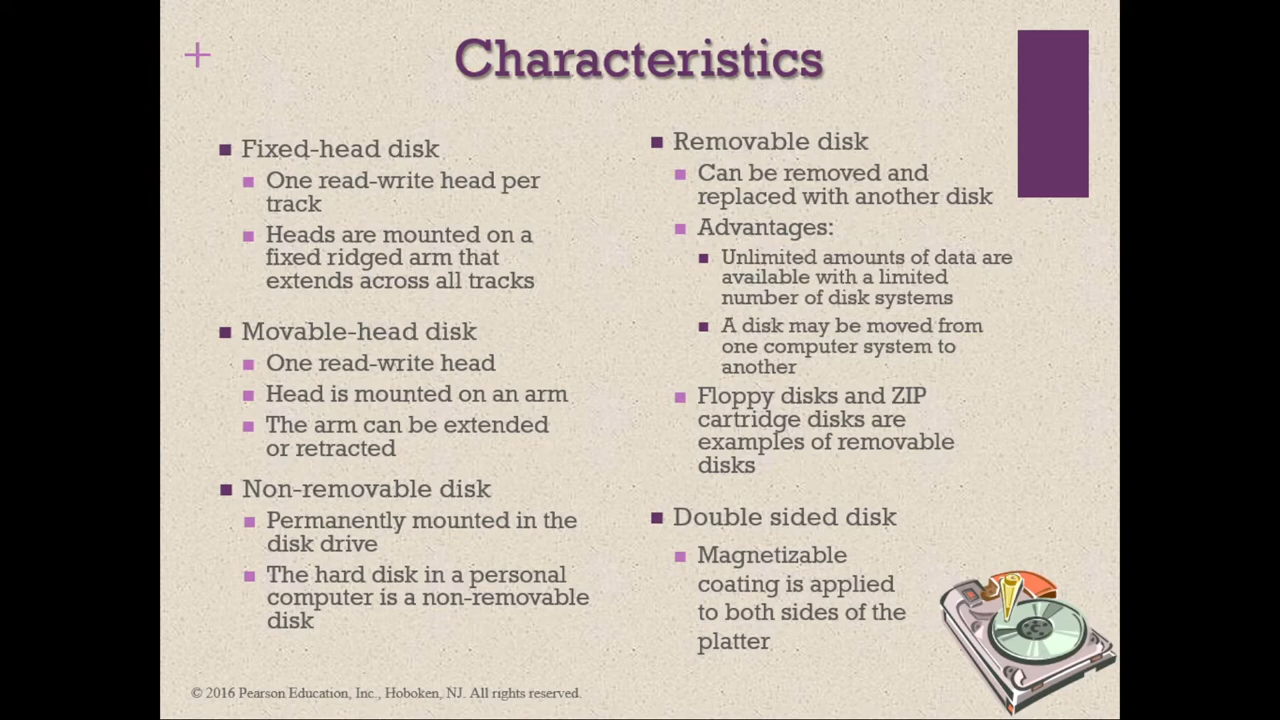 Characteristics
Fixed-head disk
One read-write head per
track
Heads are mounted on a
fixed ridged arm that
extends across all tracks
Movable-head disk
One read-write head
Head is mounted on an arm
The arm can be extended
or retracted
Non-removable disk
Permanently mounted in the
disk drive
The hard disk in a personal
computer is a non-removable
disk
Removable disk
Can be removed and
replaced with another disk
Advantages:
Unlimited amounts of data are
available with a limited
number of disk systems
A disk may be moved from
one computer system to
another
Floppy disks and ZIP
cartridge disks are
examples of removable
disks
Double sided disk
Magnetizable
coating is applied
to both sides of the
platter
© 2016 Pearson Education, Inc., Hoboken, NJ. All rights reserved.